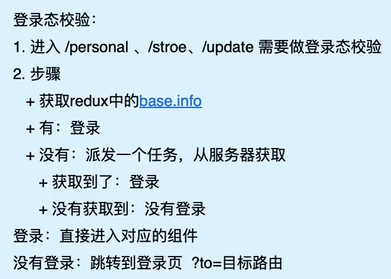 登录态校验：
1. 进入 /personal 、/stroe、/update 需要做登录态校验
2. 步骤
+ 获取redux中的base.info
+ 有：登录
+ 没有：派发一个任务，从服务器获取
+ 获取到了：登录
+ 没有获取到：没有登录
登录：直接进入对应的组件
没有登录：跳转到登录页 ?to=目标路由